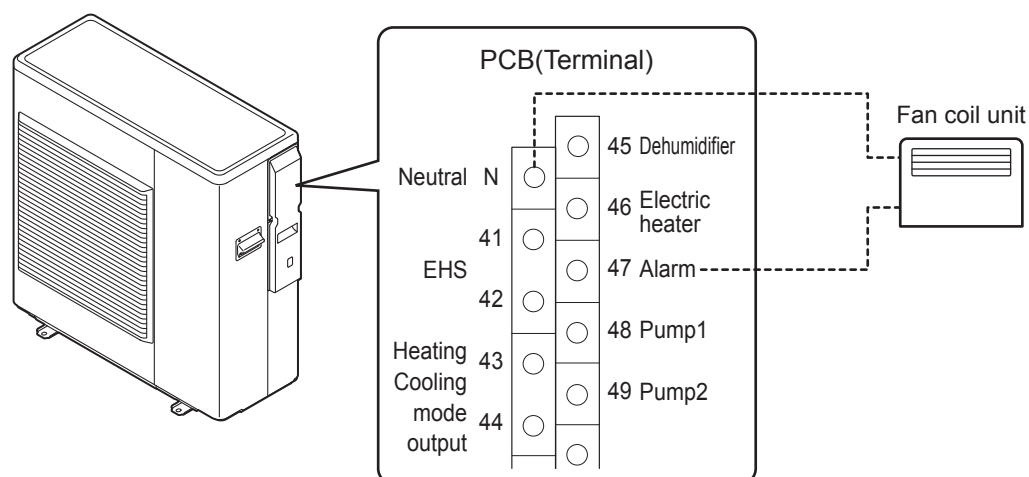 PCB(Terminal)
Fan coil unit
45 Dehumidifier
Neutral N
46 Electric
heater
41
EHS
47 Alarm
42
48 Pump1
Heating
43
Cooling
49 Pump2
mode
44
output